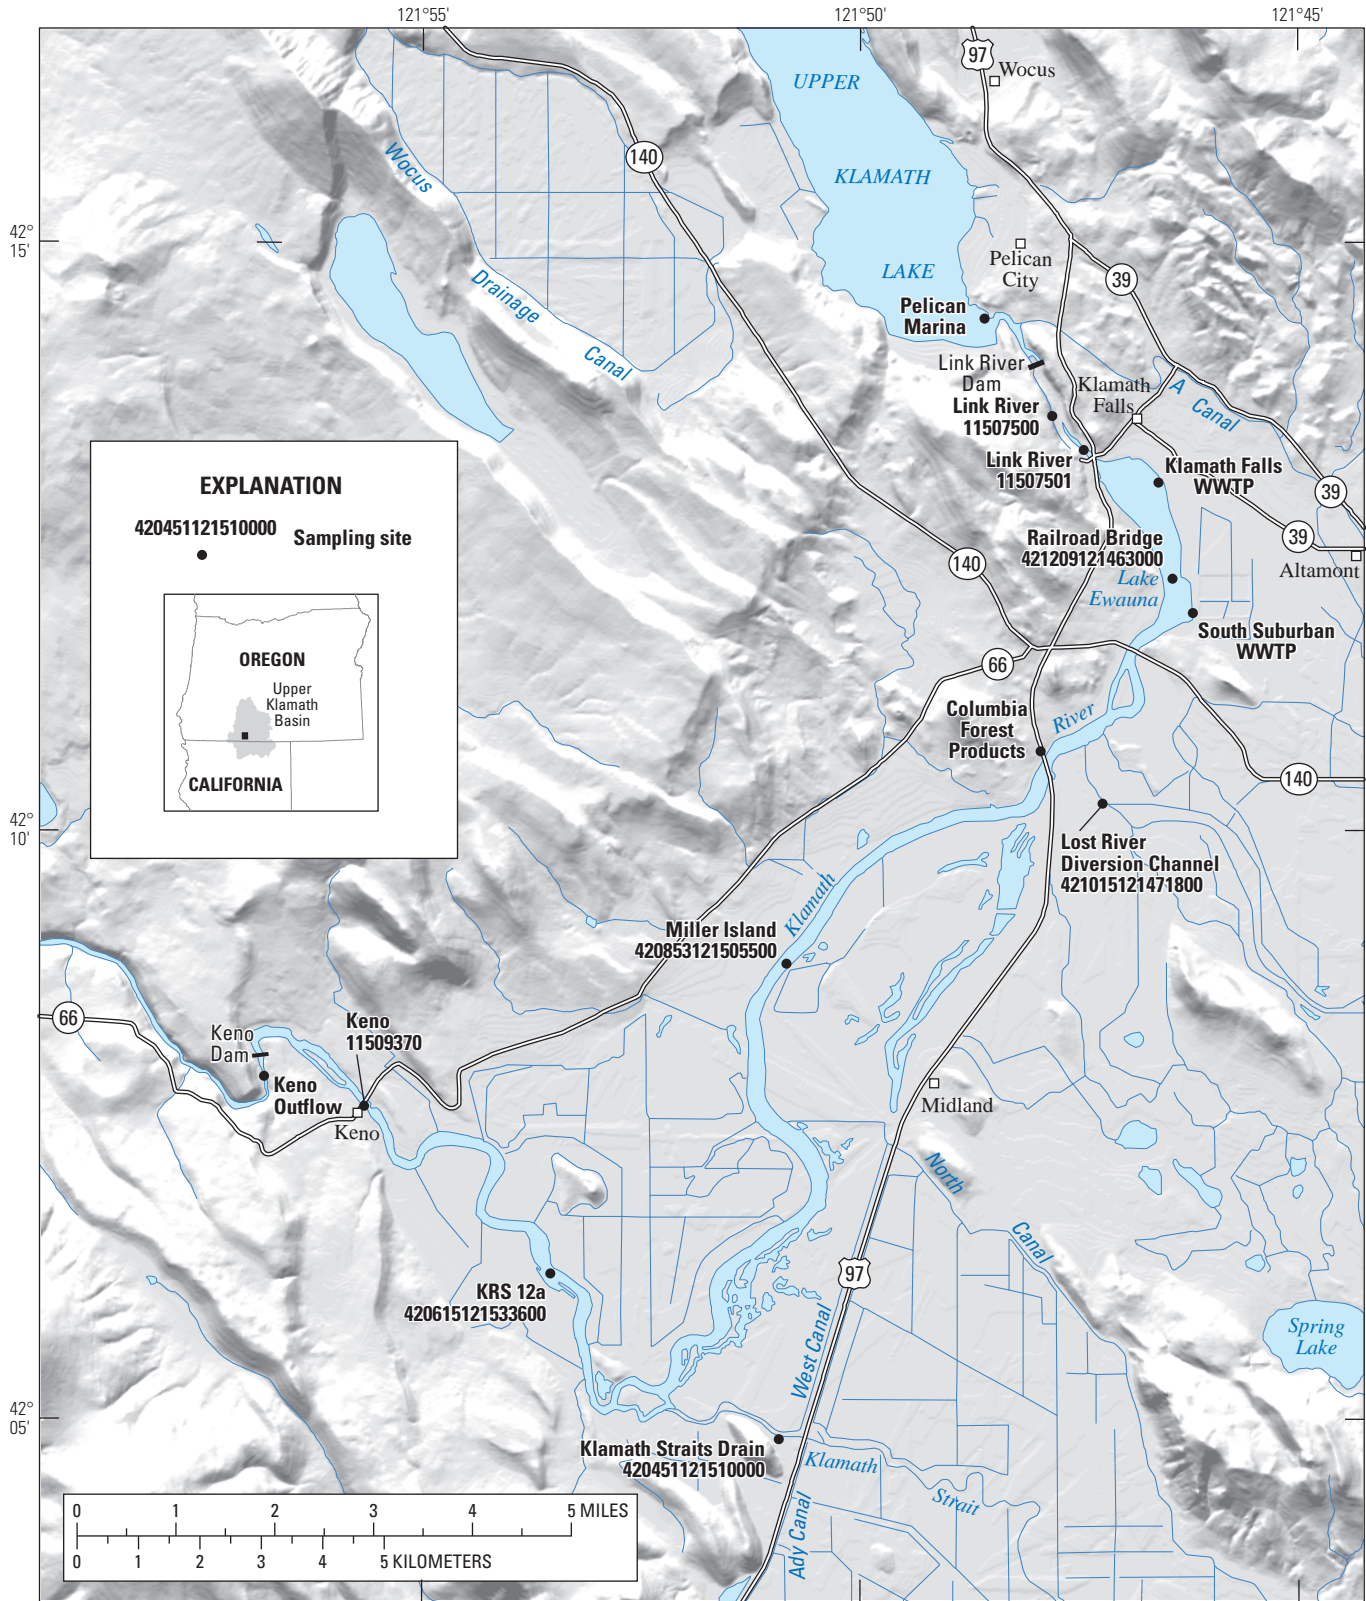 121°55'
121°50'
121°45'
42°
15'
42°
10'
42°
05'
UPPER
KLAMATH
LAKE
97
Wocus
140
Wocus
Drainage
Canal
Pelican
City
39
Pelican
Marina
Link River
Dam
Klamath
Falls
A Canal
Link River
11507500
Link River
11507501
Klamath Falls
WWTP
39
39
Altamont
Railroad Bridge
421209121463000
Lake
Ewauna
140
South Suburban
WWTP
66
Columbia
Forest
Products
River
140
Lost River
Diversion Channel
421015121471800
Klamath
Miller Island
420853121505500
EXPLANATION
420451121510000
Sampling site
OREGON
Upper
Klamath
Basin
CALIFORNIA
66
Keno
Dam
Keno
11509370
Keno
Outflow
Keno
Midland
North
Canal
KRS 12a
420615121533600
97
West Canal
Spring
Lake
Klamath Straits Drain
420451121510000
Klamath
Strait
Ady Canal
0 1 2 3 4 5 MILES
0 1 2 3 4 5 KILOMETERS